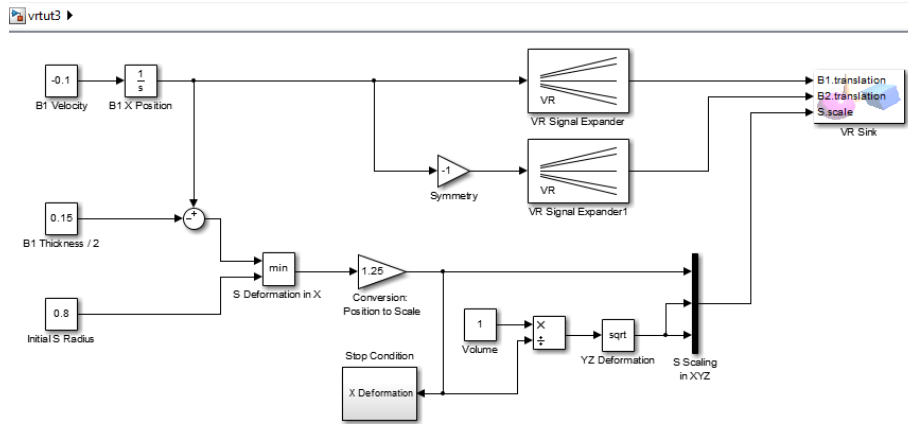 vrtut3
-0.1
B1 Velocity
1
s
B1 X Position
VR
VR Signal Expander
B1.translation
B2.translation
S.scale
VR Sink
-1
Symmetry
VR
VR Signal Expander1
0.15
B1 Thickness / 2
- +
min
S Deformation in X
1.25
Conversion:
Position to Scale
0.8
Initial S Radius
1
Volume
×
÷
sqrt
YZ Deformation
S Scaling
in XYZ
Stop Condition
X Deformation